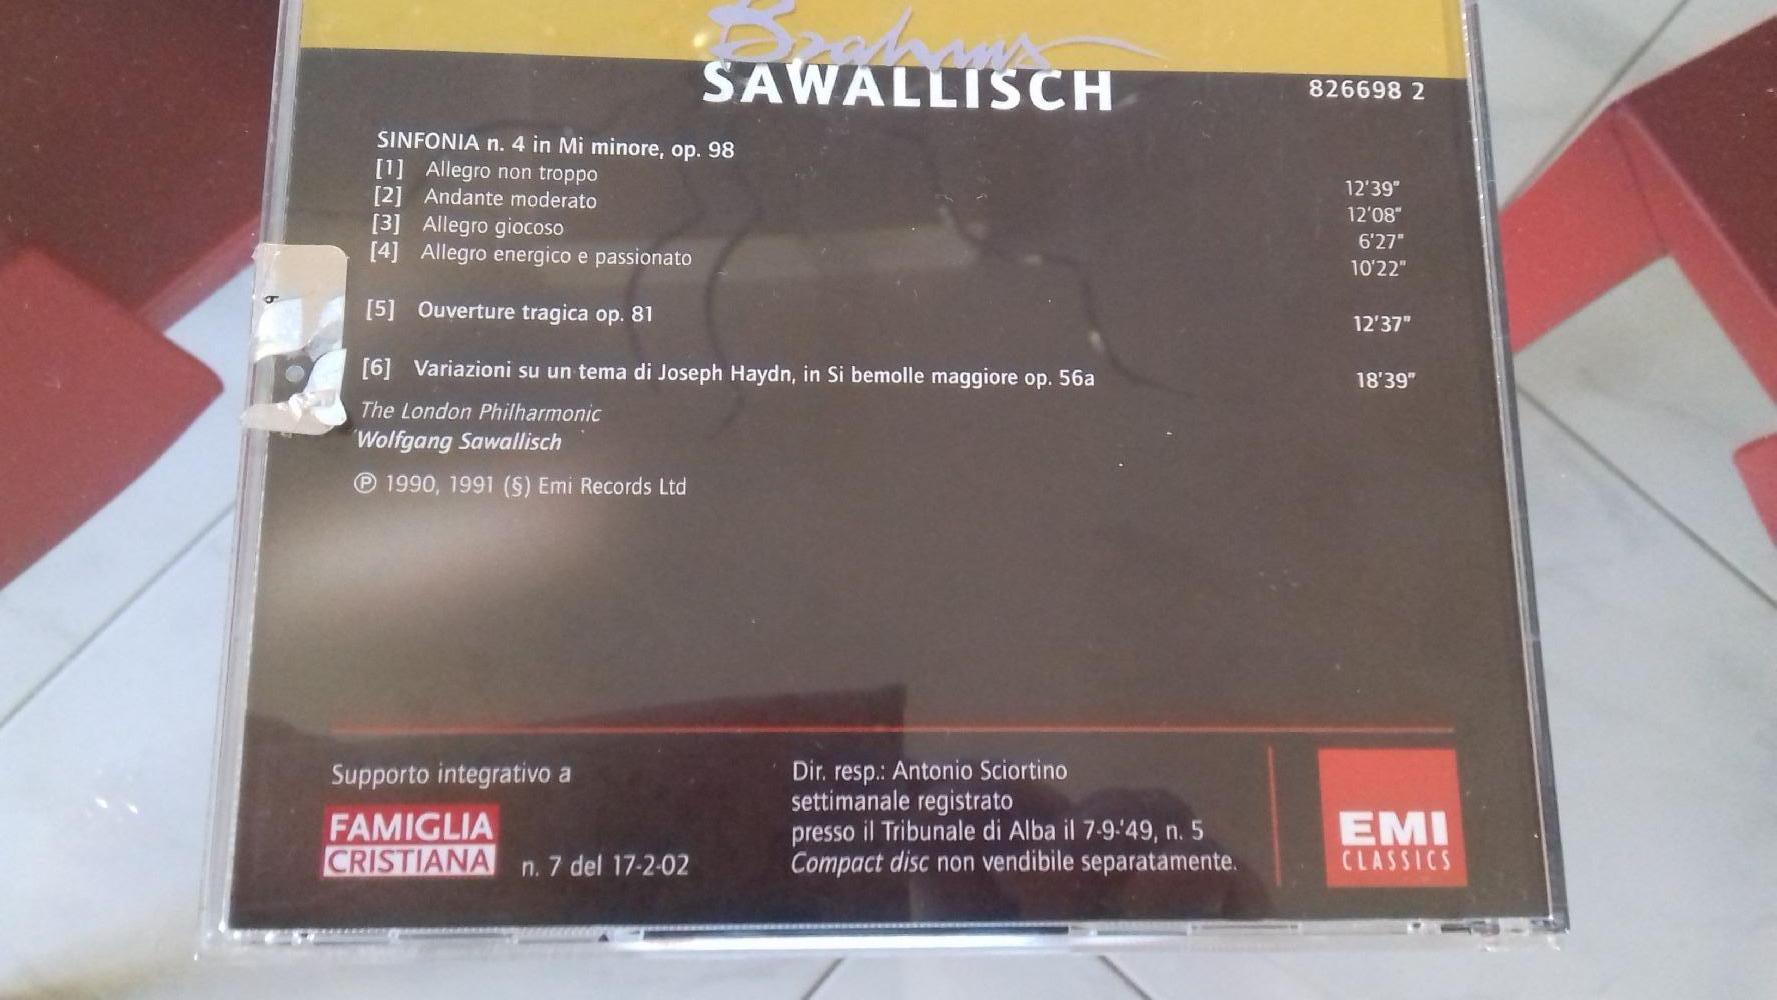 Brahms
SAWALLISCH
826698 2
SINFONIA n. 4 in Mi minore, op. 98
[1] Allegro non troppo 12'39"
[2] Andante moderato 12'08"
[3] Allegro giocoso 6'27"
[4] Allegro energico e passionato 10'22"
[5] Ouverture tragica op. 81 12'37"
[6] Variazioni su un tema di Joseph Haydn, in Si bemolle maggiore op. 56a 18'39"
The London Philharmonic
Wolfgang Sawallisch
Ⓟ 1990, 1991 (§) Emi Records Ltd
Supporto integrativo a
FAMIGLIA
CRISTIANA
n. 7 del 17-2-02
Dir. resp.: Antonio Sciortino
settimanale registrato
presso il Tribunale di Alba il 7-9-'49, n. 5
Compact disc non vendibile separatamente.
EMI
CLASSICS